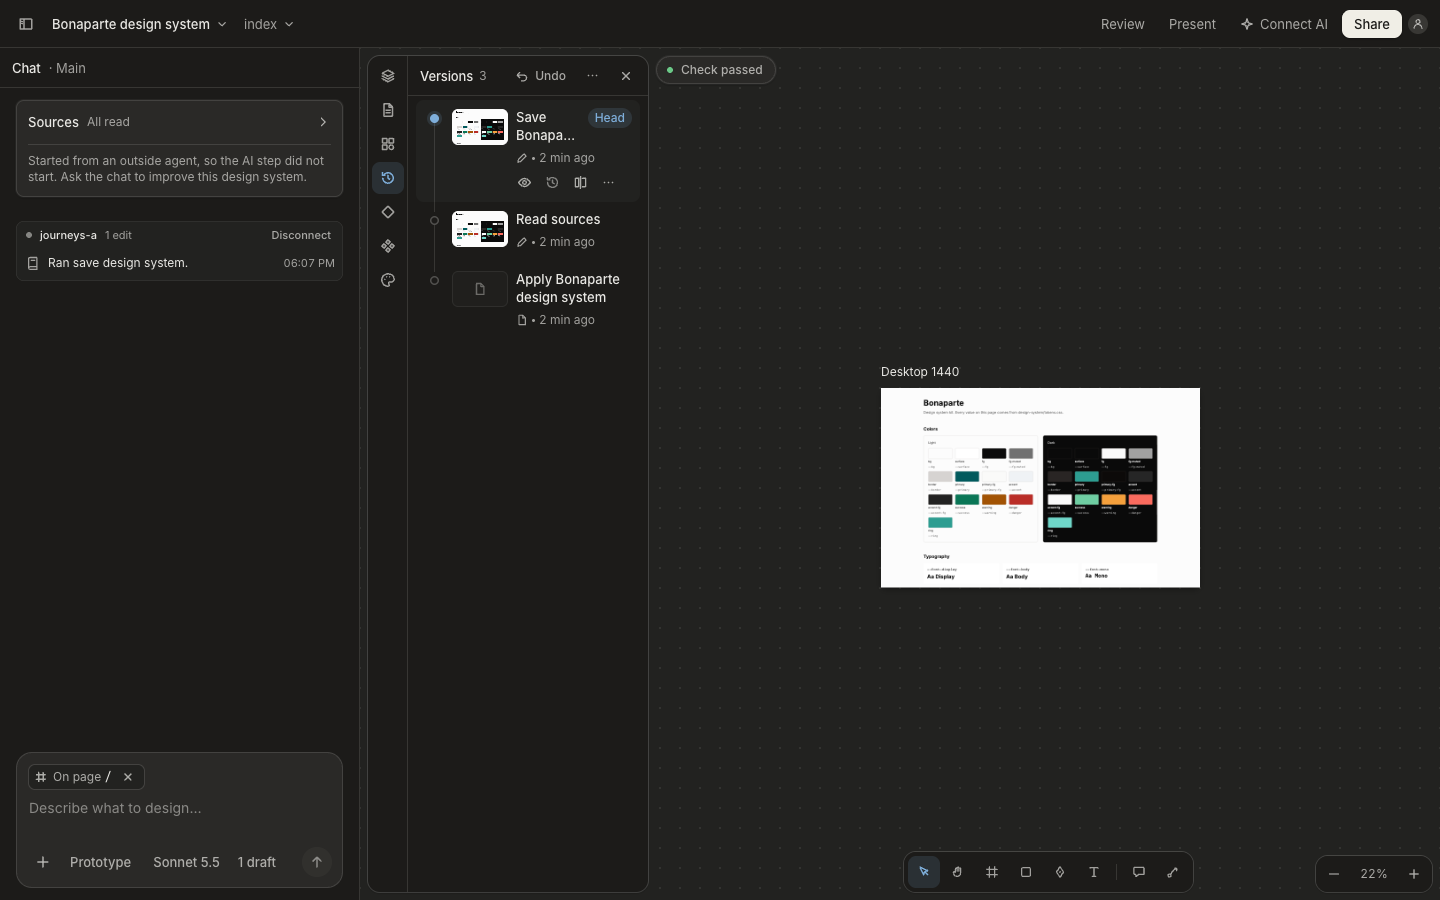 Bonaparte design system
index
Review
Present
Connect AI
Share
Chat · Main
Sources All read
Started from an outside agent, so the AI step did not
start. Ask the chat to improve this design system.
journeys-a 1 edit Disconnect
Ran save design system. 06:07 PM
On page /
Describe what to design...
Prototype Sonnet 5.5 1 draft
Versions 3 Undo
Save
Bonapa...
Head
• 2 min ago
Read sources
• 2 min ago
Apply Bonaparte
design system
• 2 min ago
Check passed
Desktop 1440
Bonaparte
Colors
Light
Dark
Typography
Aa Display
Aa Body
Aa Mono
22%